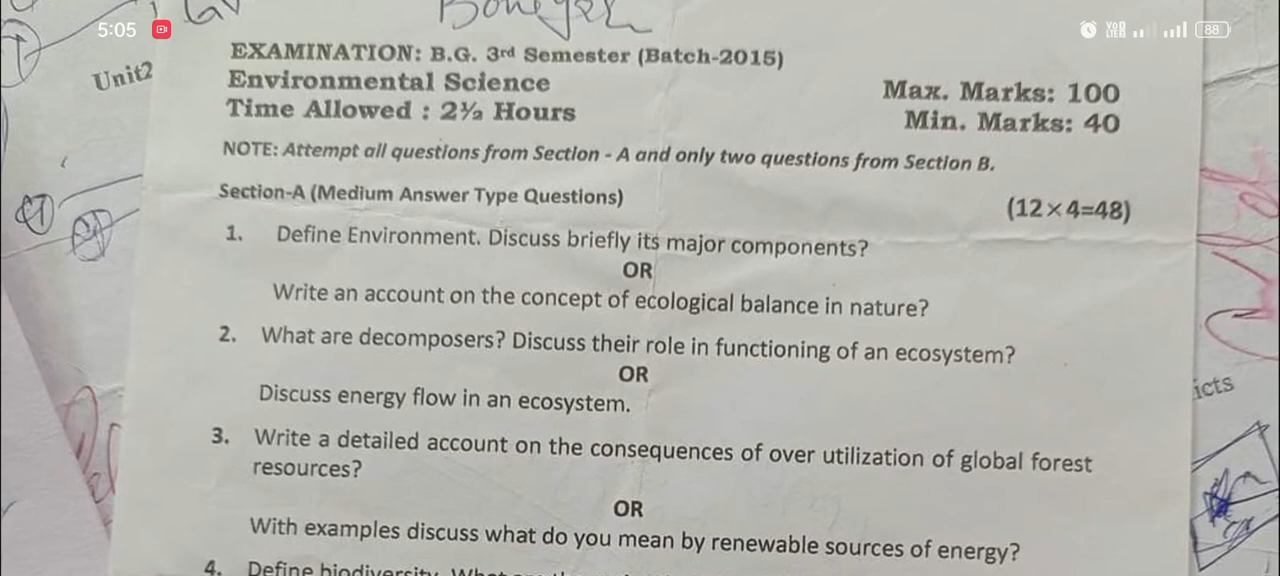 5:05
88
Unit2
EXAMINATION: B.G. 3rd Semester (Batch-2015)
Environmental Science
Time Allowed : 2½ Hours
Max. Marks: 100
Min. Marks: 40
NOTE: Attempt all questions from Section - A and only two questions from Section B.
Section-A (Medium Answer Type Questions)
(12×4=48)
1. Define Environment. Discuss briefly its major components?
OR
Write an account on the concept of ecological balance in nature?
2. What are decomposers? Discuss their role in functioning of an ecosystem?
OR
Discuss energy flow in an ecosystem.
3. Write a detailed account on the consequences of over utilization of global forest
resources?
OR
With examples discuss what do you mean by renewable sources of energy?
4. Define biodiversity. What
icts